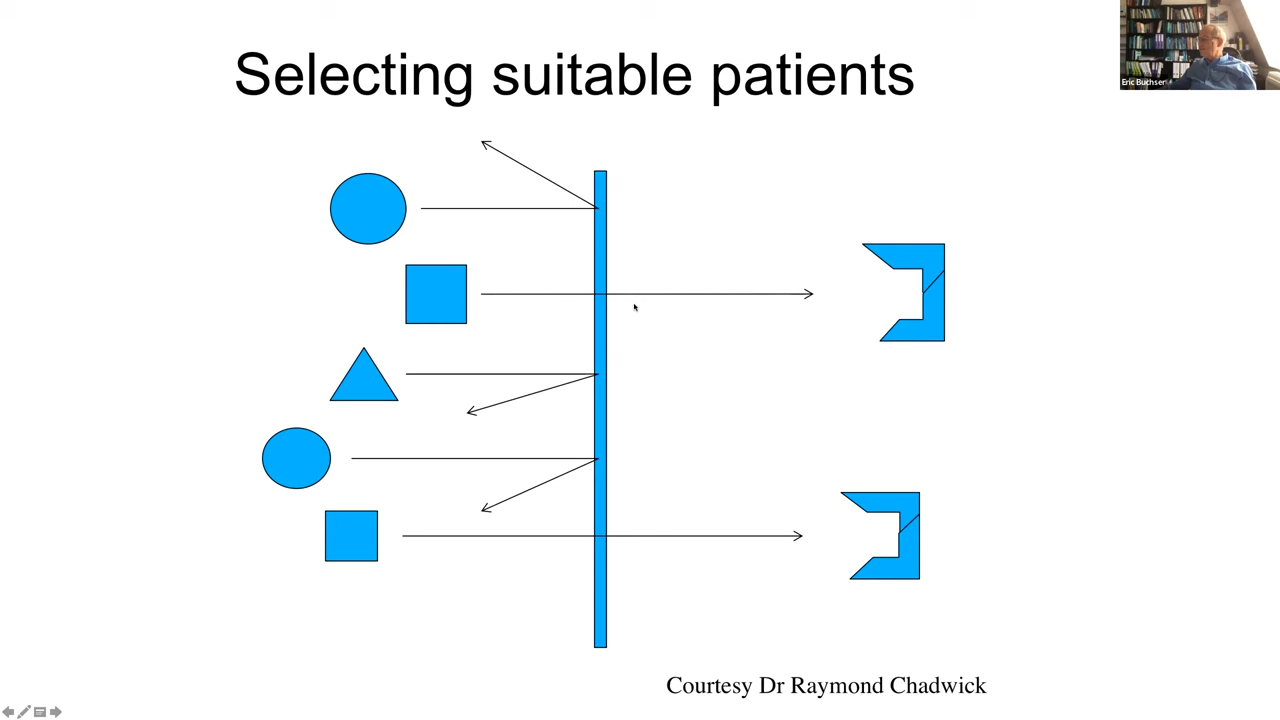 Selecting suitable patients
Eric Buchser
Courtesy Dr Raymond Chadwick